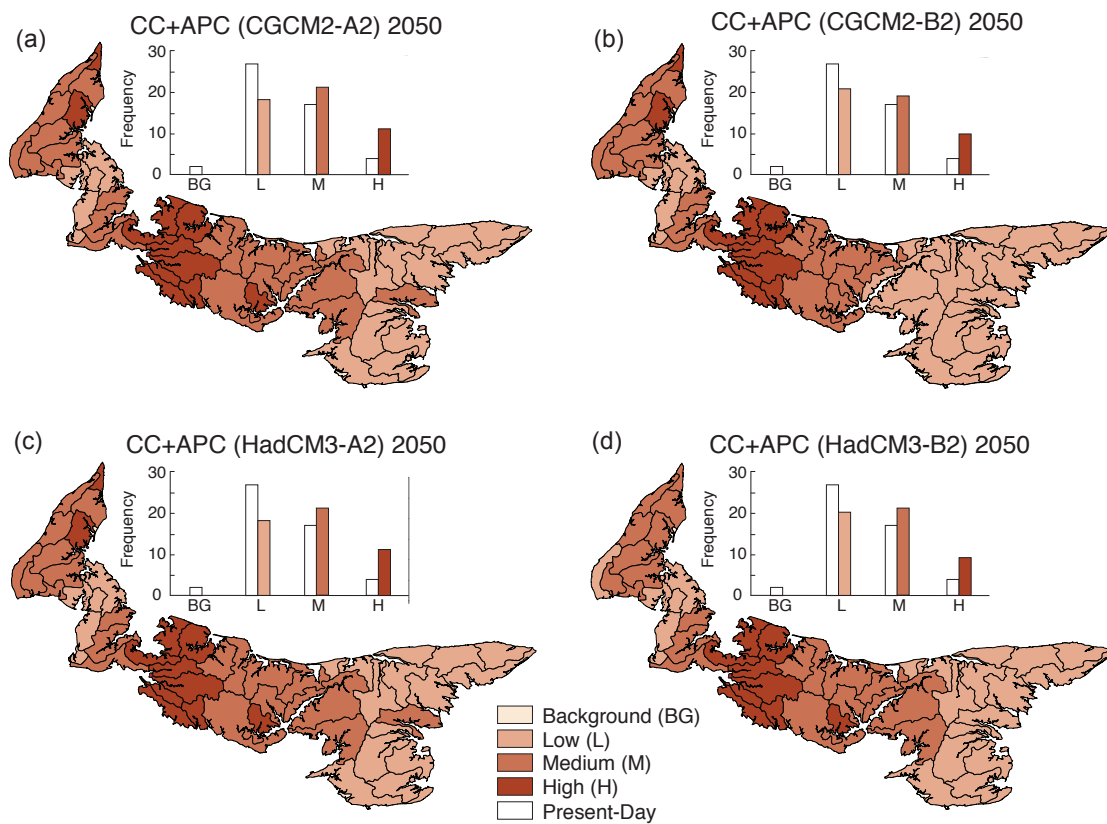 (a)
CC+APC (CGCM2-A2) 2050
30
20
10
0
Frequency
BG L M H
(b)
CC+APC (CGCM2-B2) 2050
30
20
10
0
Frequency
BG L M H
(c)
CC+APC (HadCM3-A2) 2050
30
20
10
0
Frequency
BG L M H
(d)
CC+APC (HadCM3-B2) 2050
30
20
10
0
Frequency
BG L M H
Background (BG)
Low (L)
Medium (M)
High (H)
Present-Day